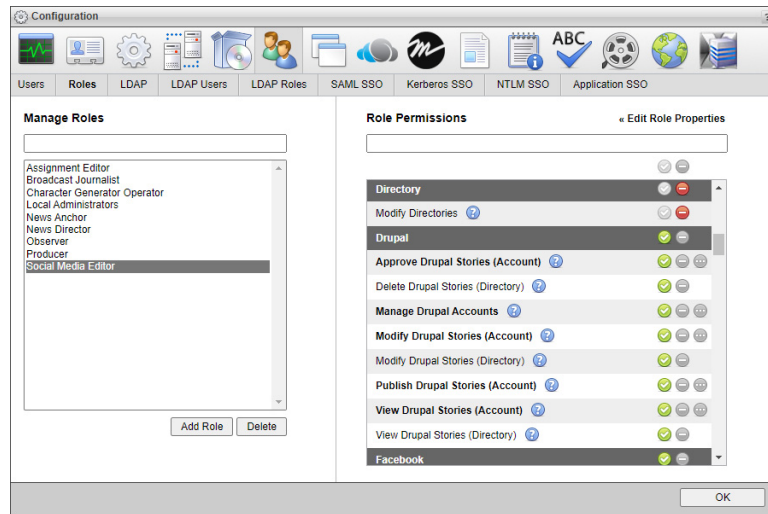 Configuration
ABC
Users Roles LDAP LDAP Users LDAP Roles SAML SSO Kerberos SSO NTLM SSO Application SSO
Manage Roles
Assignment Editor
Broadcast Journalist
Character Generator Operator
Local Administrators
News Anchor
News Director
Observer
Producer
Social Media Editor
Add Role Delete
Role Permissions « Edit Role Properties
Directory
Modify Directories ?
Drupal
Approve Drupal Stories (Account) ?
Delete Drupal Stories (Directory) ?
Manage Drupal Accounts ?
Modify Drupal Stories (Account) ?
Modify Drupal Stories (Directory) ?
Publish Drupal Stories (Account) ?
View Drupal Stories (Account) ?
View Drupal Stories (Directory) ?
Facebook
OK